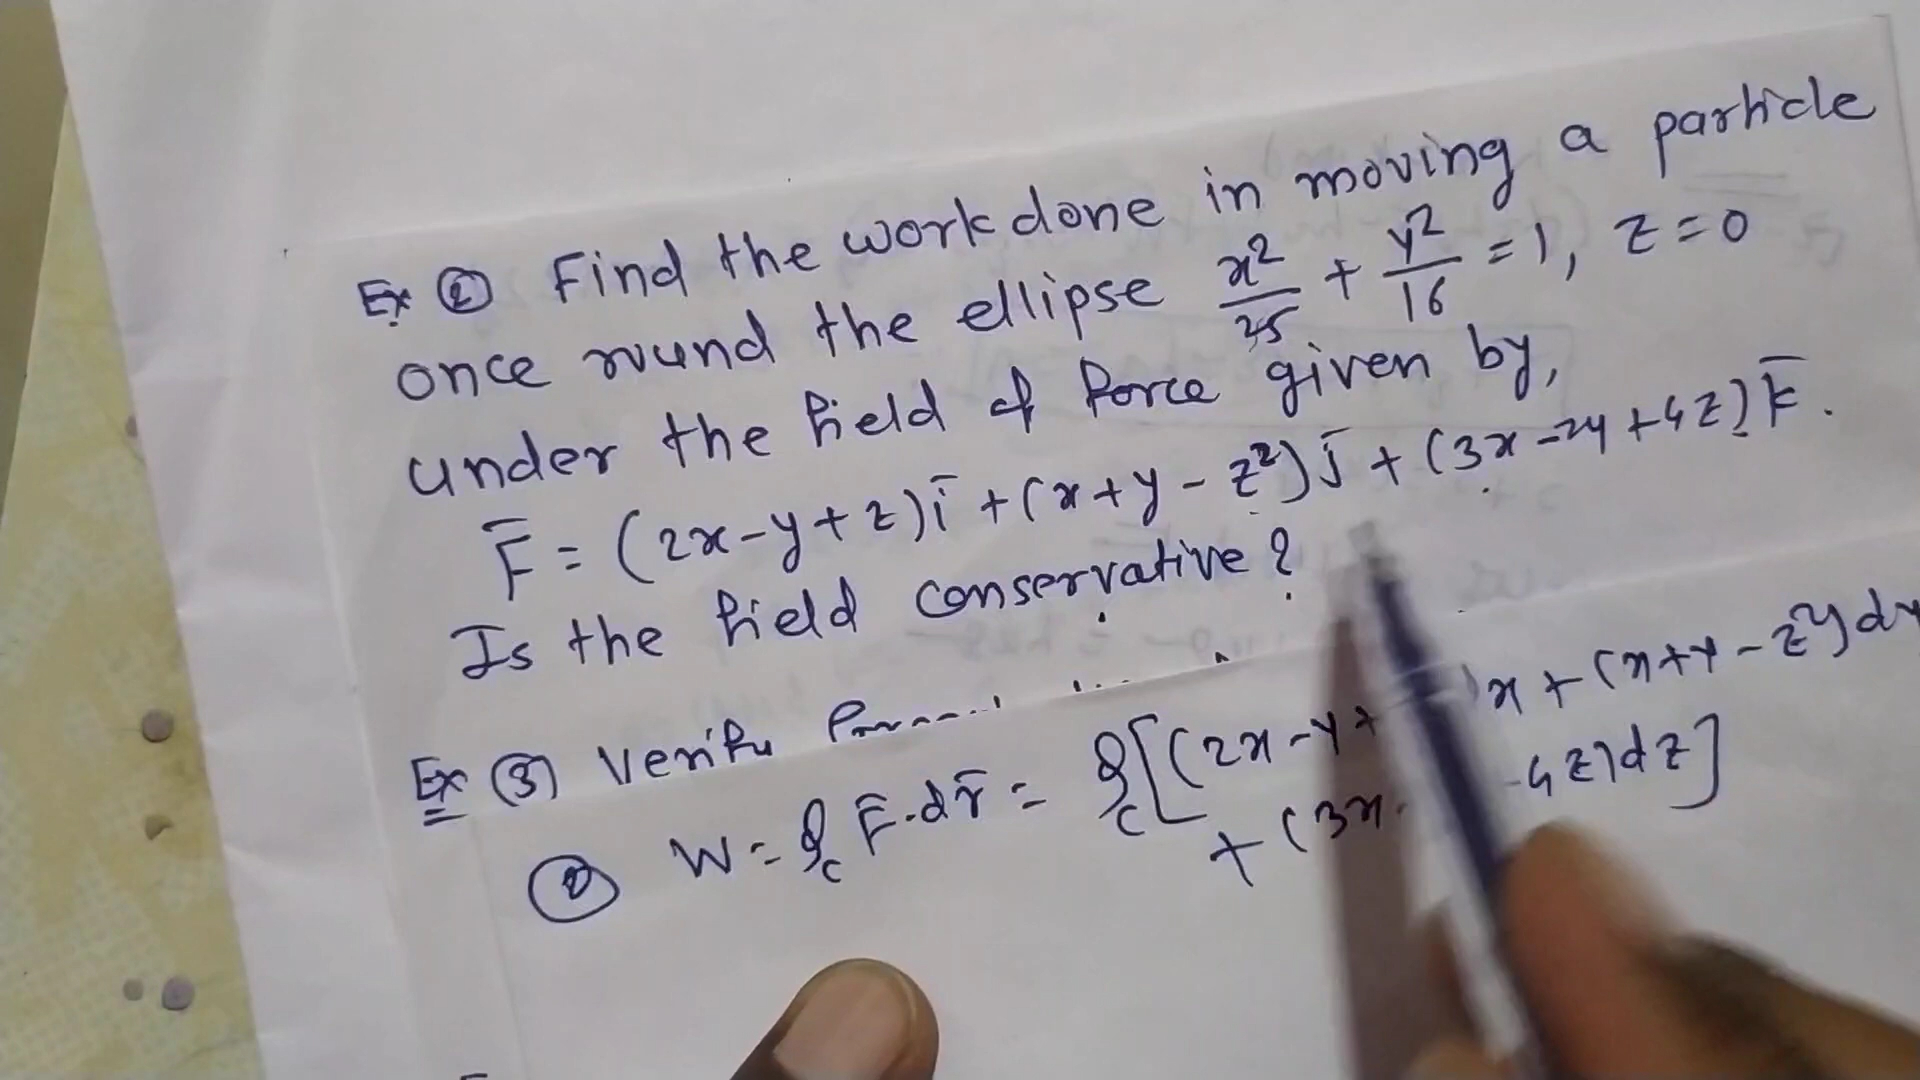 Ex ② Find the work done in moving a particle
once round the ellipse x²/25 + y²/16 = 1, z = 0
under the field of force given by,
F̄ = (2x-y+z)ī + (x+y-z²)j̄ + (3x-2y+4z)k̄.
Is the field conservative?
Ex (3) Verify
② W = ∮c F̄·dr̄ = ∮c[(2x-y+ )x + (x+y-z²)dy
+ (3x 4z)dz]